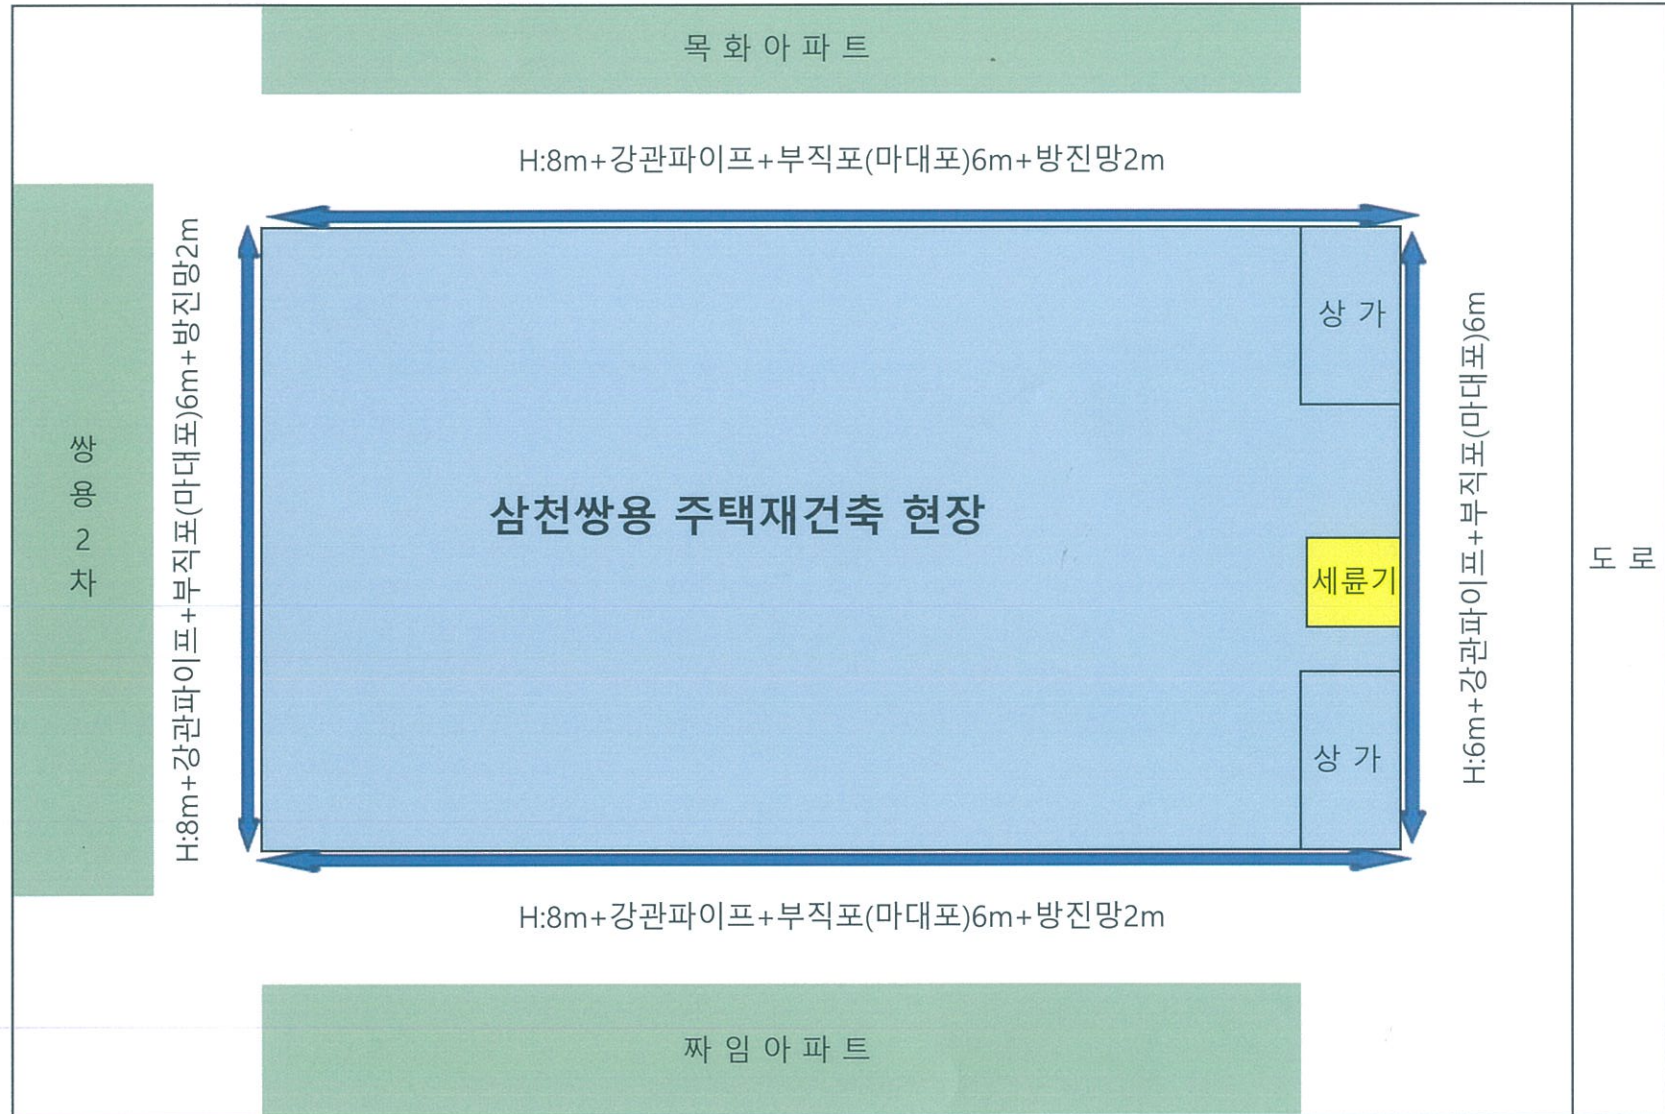 목 화 아 파 트
H:8m+강관파이프+부직포(마대포)6m+방진망2m
쌍
용
2
차
H:8m+강관파이프+부직포(마대포)6m+방진망2m
삼천쌍용 주택재건축 현장
상 가
세륜기
상 가
H:6m+강관파이프+부직포(마대포)6m
도 로
H:8m+강관파이프+부직포(마대포)6m+방진망2m
짜 임 아 파 트